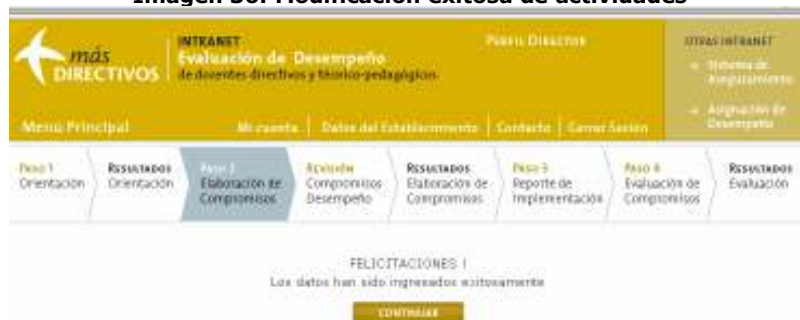 Imagen 50: Modificación exitosa de actividades
más
DIRECTIVOS
INTRANET
Evaluación de Desempeño
de docentes directivos y técnico-pedagógicos
PERFIL DIRECTOR
OTRAS INTRANET
Sistema de
Aseguramiento
Asignación de
Desempeño
Menú Principal
Mi cuenta | Datos del Establecimiento | Contacto | Cerrar Sesión
PASO 1
Orientación
RESULTADOS
Orientación
PASO 2
Elaboración de
Compromisos
REVISIÓN
Compromisos
Desempeño
RESULTADOS
Elaboración de
Compromisos
PASO 3
Reporte de
Implementación
PASO 4
Evaluación de
Compromisos
RESULTADOS
Evaluación
FELICITACIONES !
Los datos han sido ingresados exitosamente
CONTINUAR